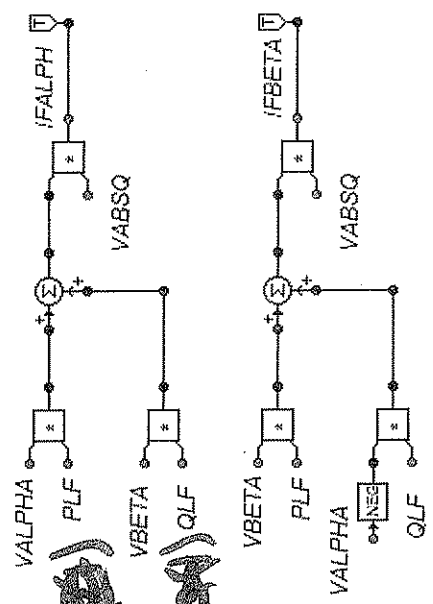 VALPHA
PLF
VBETA
QLF
+
+
Σ
VABSQ
IFALPH
T
VBETA
PLF
VALPHA
NEG
QLF
+
+
Σ
VABSQ
IFBETA
T